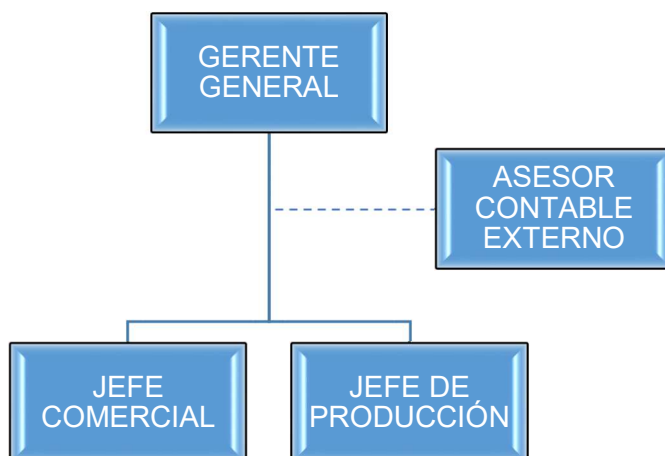 GERENTE
GENERAL
ASESOR
CONTABLE
EXTERNO
JEFE
COMERCIAL
JEFE DE
PRODUCCIÓN